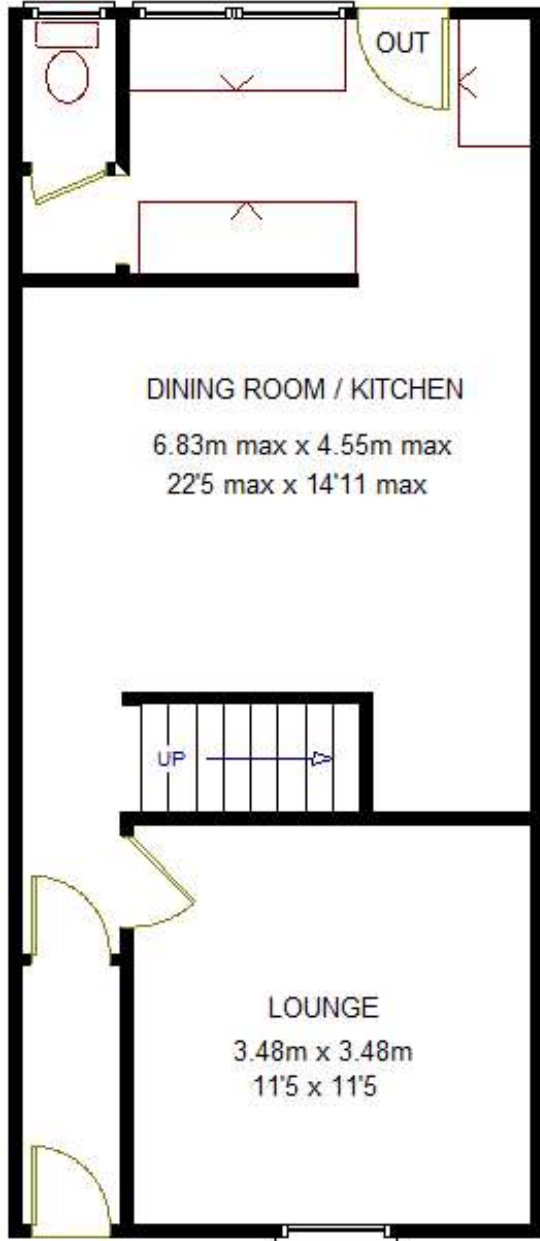 OUT
DINING ROOM / KITCHEN
6.83m max x 4.55m max
22'5 max x 14'11 max
UP
LOUNGE
3.48m x 3.48m
11'5 x 11'5